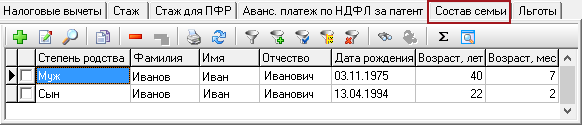 Налоговые вычеты Стаж Стаж для ПФР Аванс. платеж по НДФЛ за патент Состав семьи Льготы
Степень родства Фамилия Имя Отчество Дата рождения Возраст, лет Возраст, мес
Муж Иванов Иван Иванович 03.11.1975 40 7
Сын Иванов Иван Иванович 13.04.1994 22 2